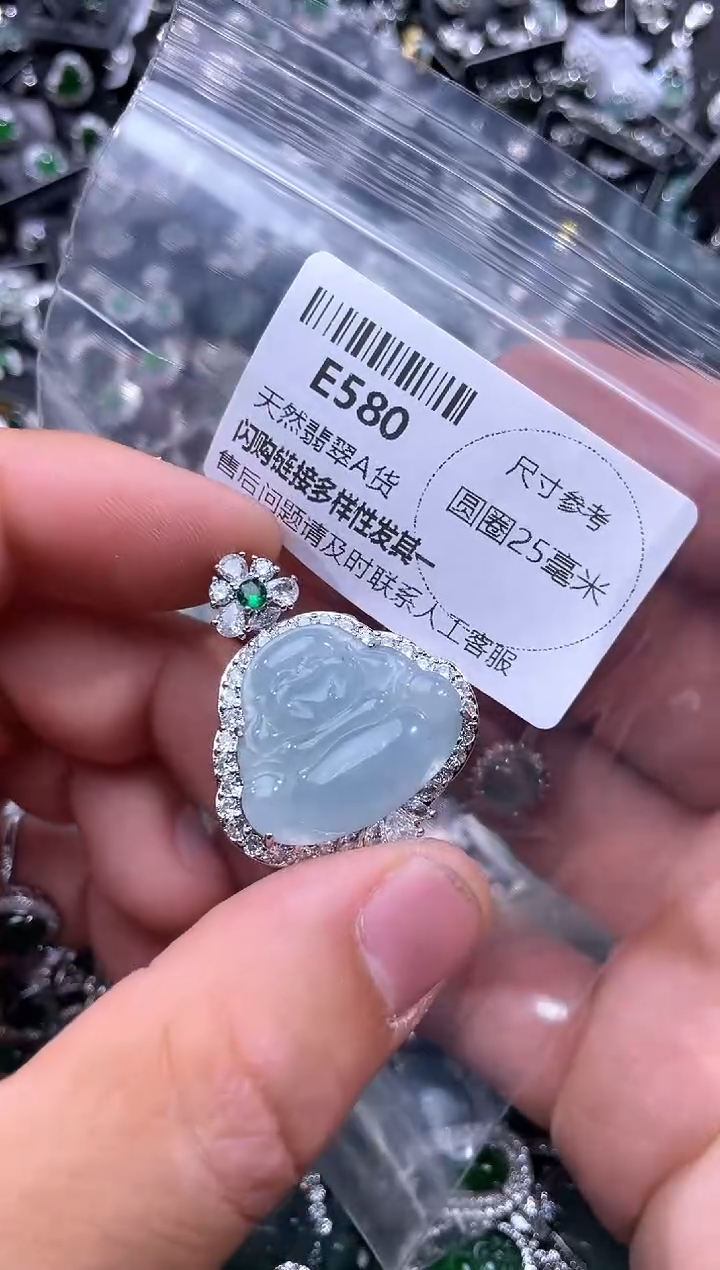 E580
天然翡翠A货
闪购链接多样性发其一
售后问题请及时联系人工客服
尺寸参考
圆圈25毫米